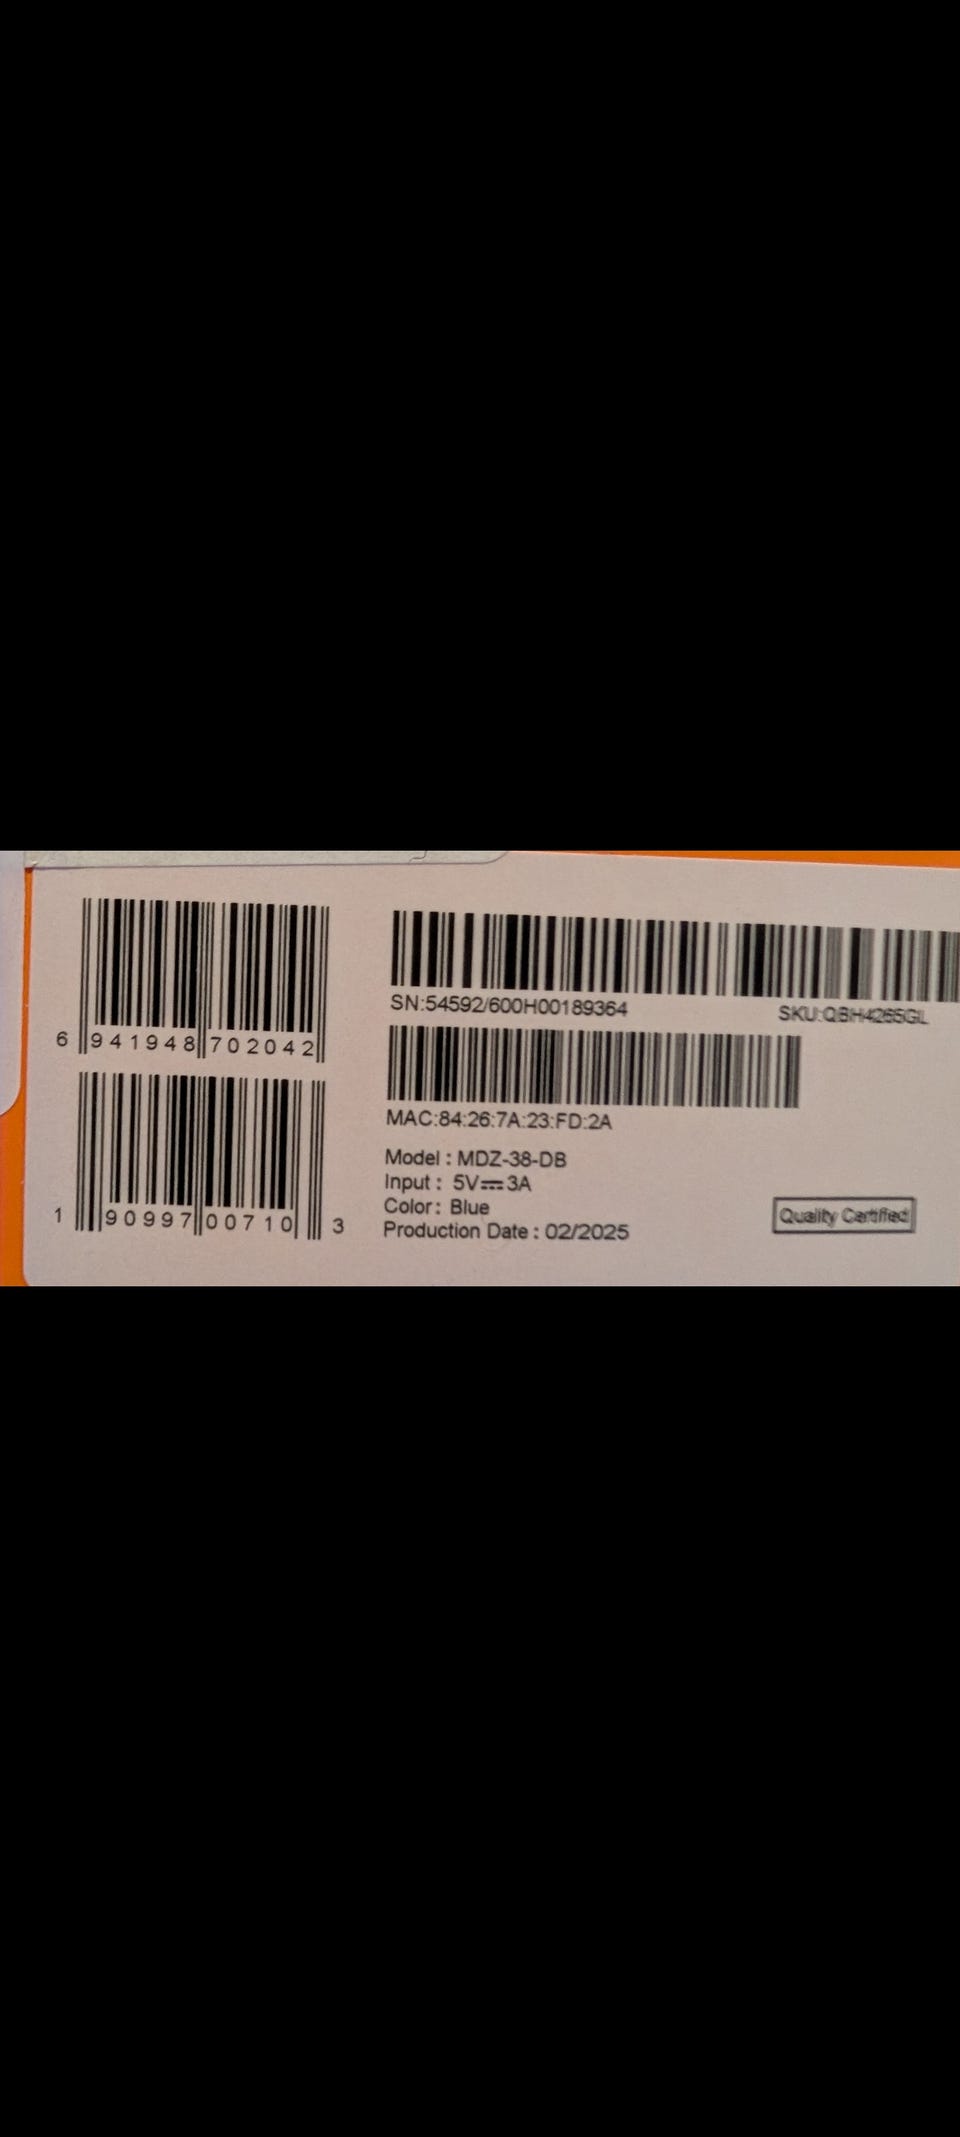 6 941948 702042
1 90997 00710 3
SN:54592/600H00189364
SKU:QBH4265GL
MAC:84:26:7A:23:FD:2A
Model : MDZ-38-DB
Input : 5V⎓3A
Color : Blue
Production Date : 02/2025
Quality Certified